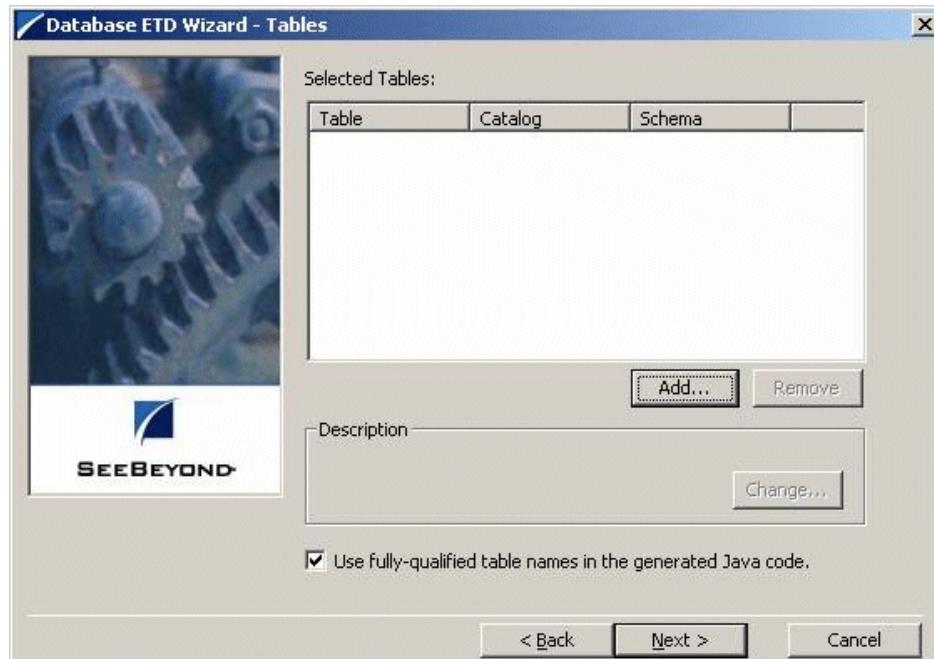 Database ETD Wizard - Tables
Selected Tables:
Table Catalog Schema
Add... Remove
Description
Change...
SEEBEYOND
Use fully-qualified table names in the generated Java code.
< Back Next > Cancel